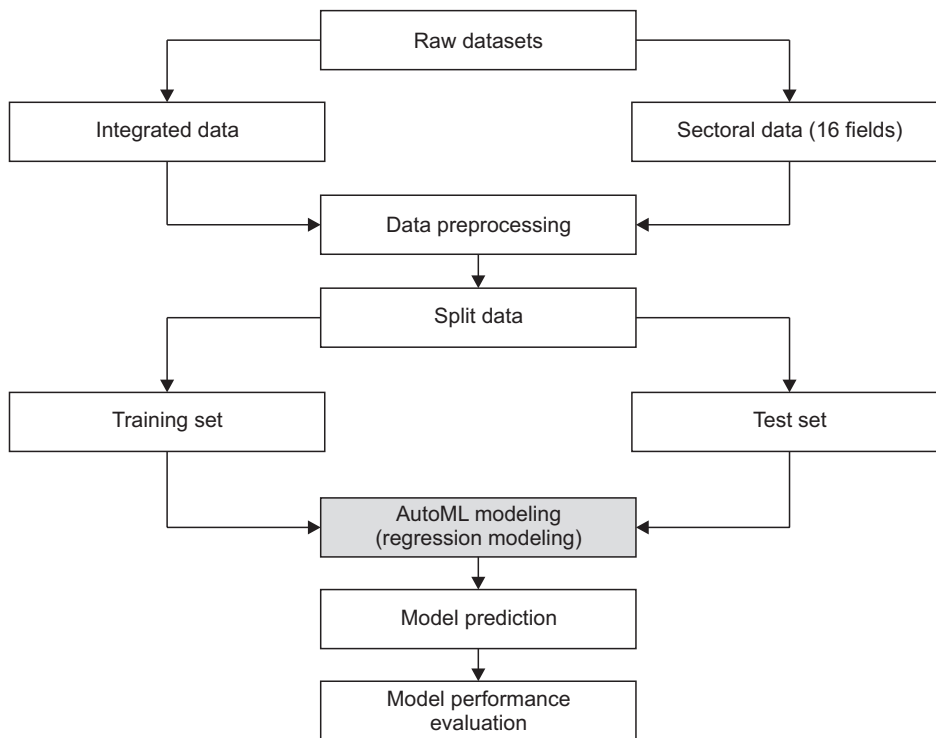 Raw datasets
Integrated data
Sectoral data (16 fields)
Data preprocessing
Split data
Training set
Test set
AutoML modeling
(regression modeling)
Model prediction
Model performance
evaluation